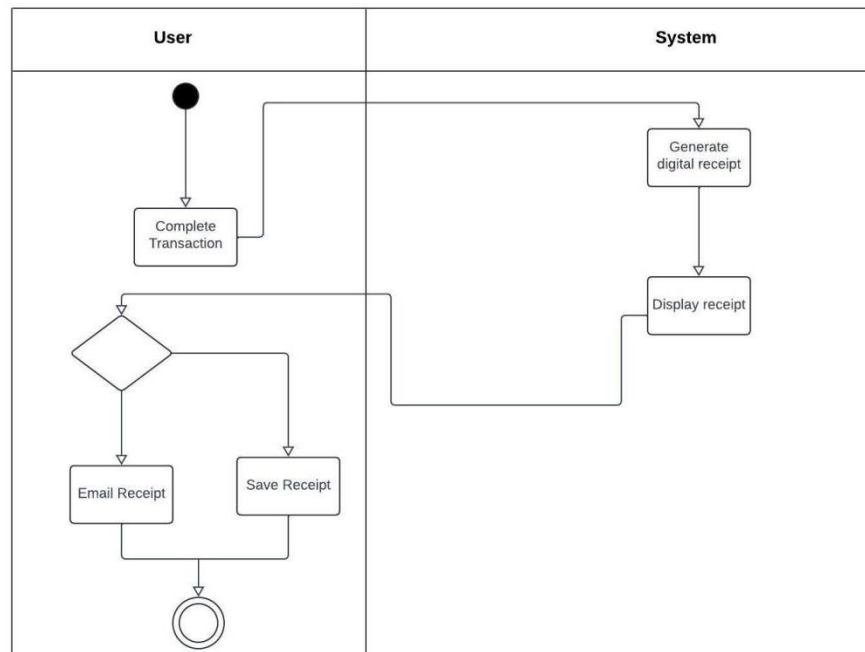 User
System
Generate
digital receipt
Complete
Transaction
Display receipt
Email Receipt
Save Receipt